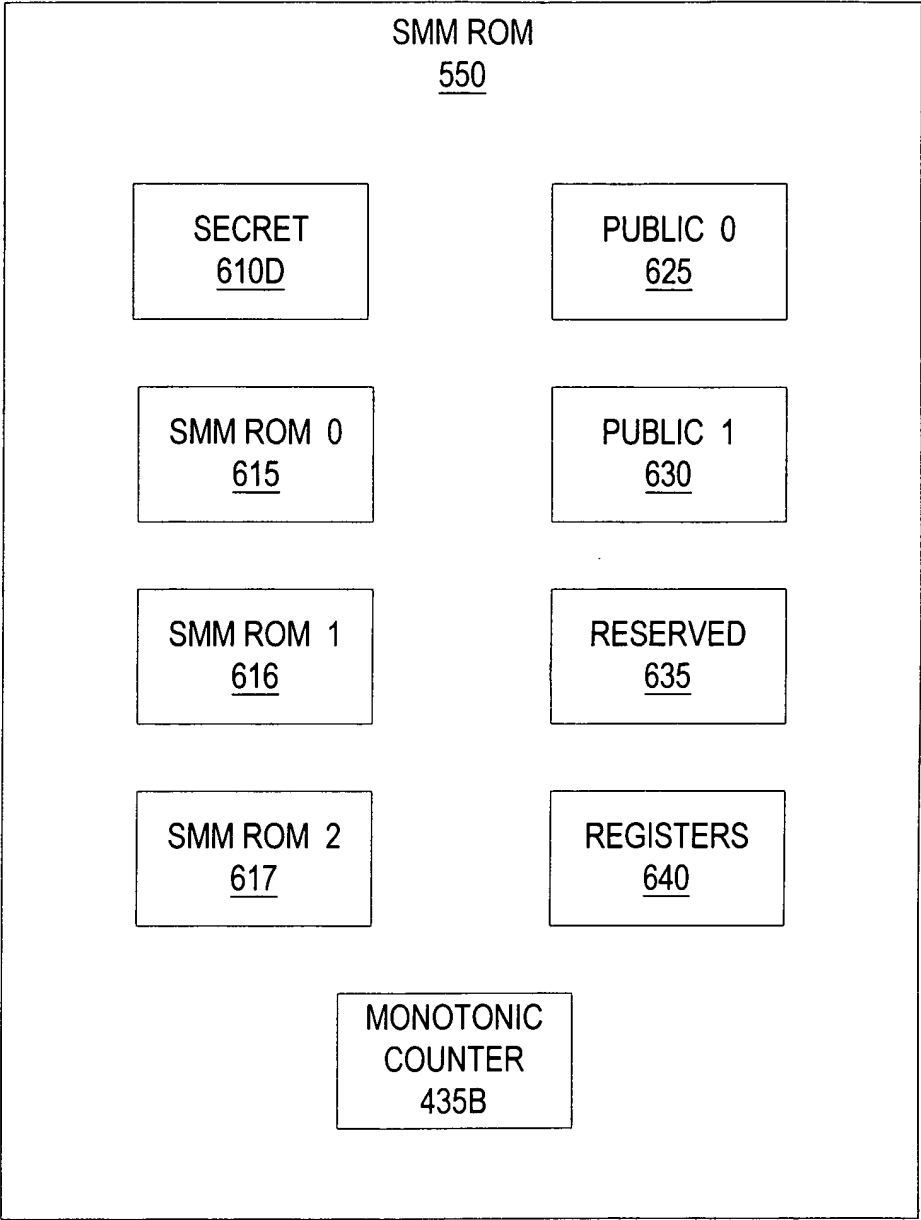 SMM ROM
550
SECRET
610D
PUBLIC 0
625
SMM ROM 0
615
PUBLIC 1
630
SMM ROM 1
616
RESERVED
635
SMM ROM 2
617
REGISTERS
640
MONOTONIC
COUNTER
435B